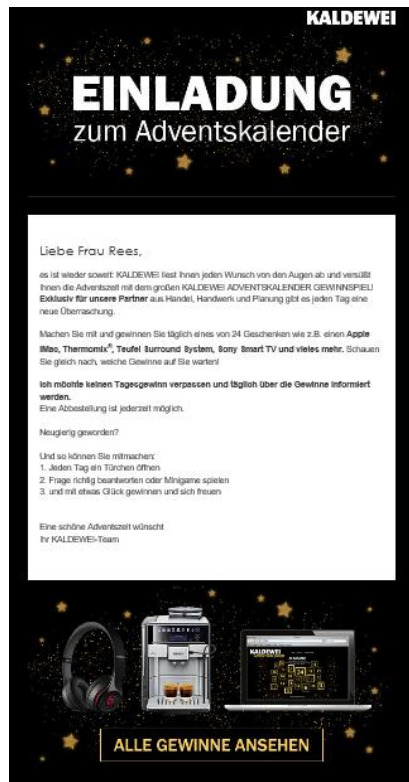 KALDEWEI
EINLADUNG
zum Adventskalender
Liebe Frau Rees,
es ist wieder soweit: KALDEWEI liest Ihnen jeden Wunsch von den Augen ab und versüßt
Ihnen die Adventszeit mit dem großen KALDEWEI ADVENTSKALENDER GEWINNSPIEL!
Exklusiv für unsere Partner aus Handel, Handwerk und Planung gibt es jeden Tag eine
neue Überraschung.
Machen Sie mit und gewinnen Sie täglich eines von 24 Geschenken wie z.B. einen Apple
iMac, Thermomix®, Teufel Surround System, Sony Smart TV und vieles mehr. Schauen
Sie gleich nach, welche Gewinne auf Sie warten!
Ich möchte keinen Tagesgewinn verpassen und täglich über die Gewinne informiert
werden.
Eine Abbestellung ist jederzeit möglich.
Neugierig geworden?
Und so können Sie mitmachen:
1. Jeden Tag ein Türchen öffnen
2. Frage richtig beantworten oder Minigame spielen
3. und mit etwas Glück gewinnen und sich freuen
Eine schöne Adventszeit wünscht
Ihr KALDEWEI-Team
KALDEWEI
ALLE GEWINNE ANSEHEN